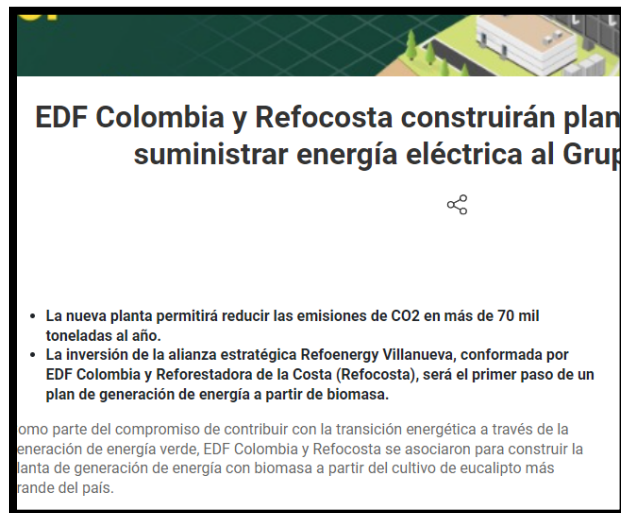 EDF Colombia y Refocosta construirán plan
suministrar energía eléctrica al Grup
• La nueva planta permitirá reducir las emisiones de CO2 en más de 70 mil
toneladas al año.
• La inversión de la alianza estratégica Refoenergy Villanueva, conformada por
EDF Colombia y Reforestadora de la Costa (Refocosta), será el primer paso de un
plan de generación de energía a partir de biomasa.
omo parte del compromiso de contribuir con la transición energética a través de la
eneración de energía verde, EDF Colombia y Refocosta se asociaron para construir la
lanta de generación de energía con biomasa a partir del cultivo de eucalipto más
rande del país.